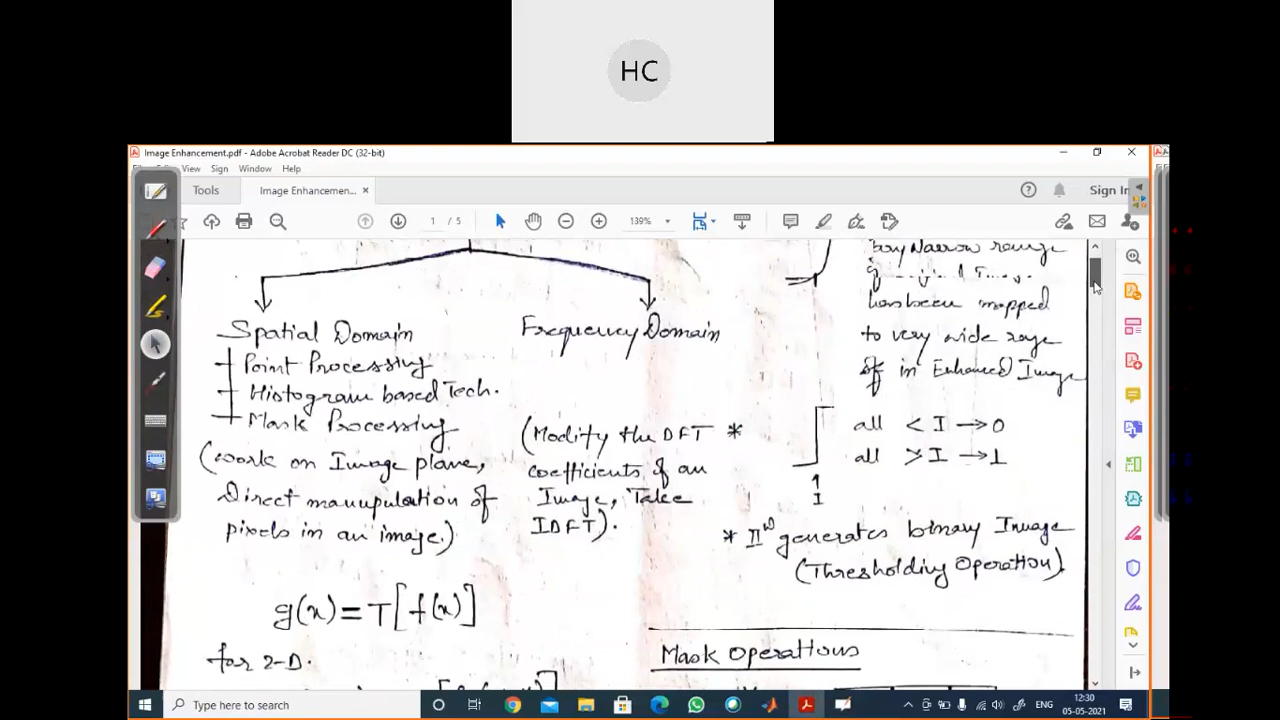 HC
Image Enhancement.pdf - Adobe Acrobat Reader DC (32-bit)
View Sign Window Help
Tools
Image Enhancemen... ×
Sign In
1 / 5
139%
Spatial Domain
Point Processing
Histogram based Tech.
Mask Processing
(work on Image plane,
Direct manupulation of
pixels in an image.)
g(x) = T[f(x)]
for 2-D.
Frequency Domain
(Modify the DFT *
coefficients of an
Image, Take
IDFT).
Narrow range
has been mapped
to very wide rage
of in Enhanced Image
all < I → 0
all > I → 1
I
* II generates binary Image
(Thresholding Operation).
Mask Operations
Type here to search
ENG
12:30
05-05-2021